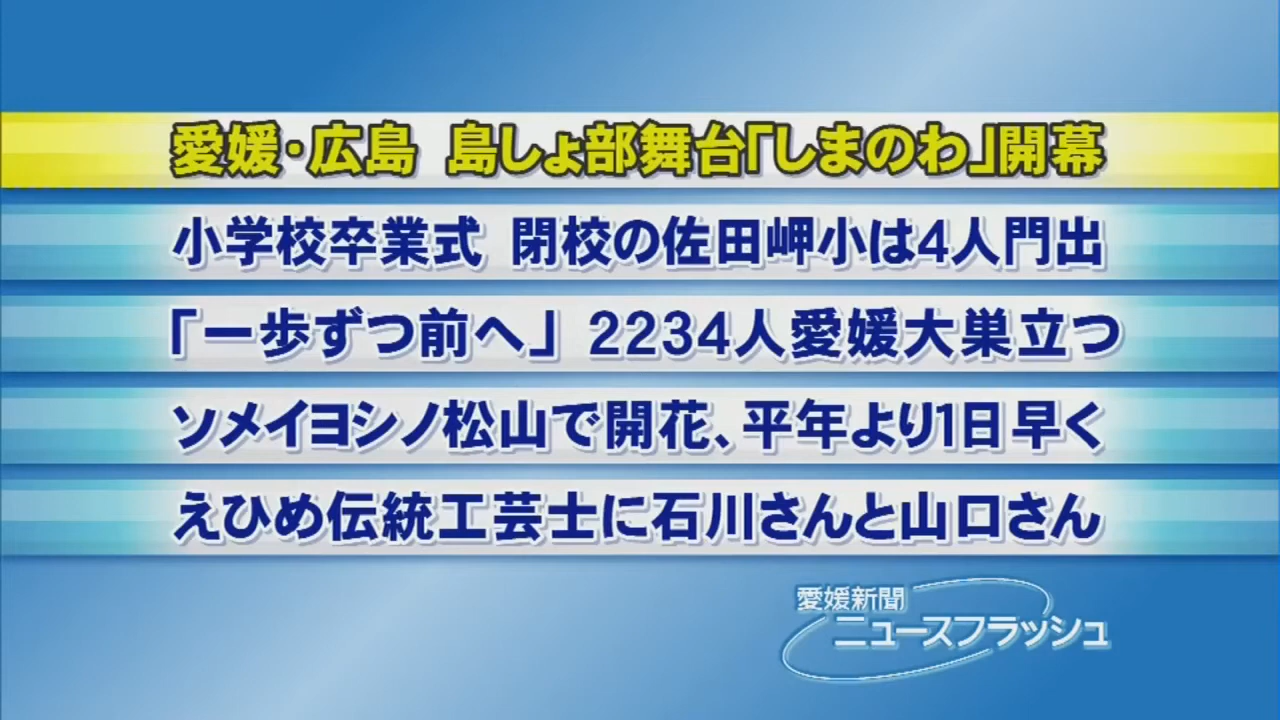 愛媛・広島　島しょ部舞台「しまのわ」開幕
小学校卒業式　閉校の佐田岬小は4人門出
「一歩ずつ前へ」 2234人愛媛大巣立つ
ソメイヨシノ松山で開花、平年より1日早く
えひめ伝統工芸士に石川さんと山口さん
愛媛新聞
ニュースフラッシュ